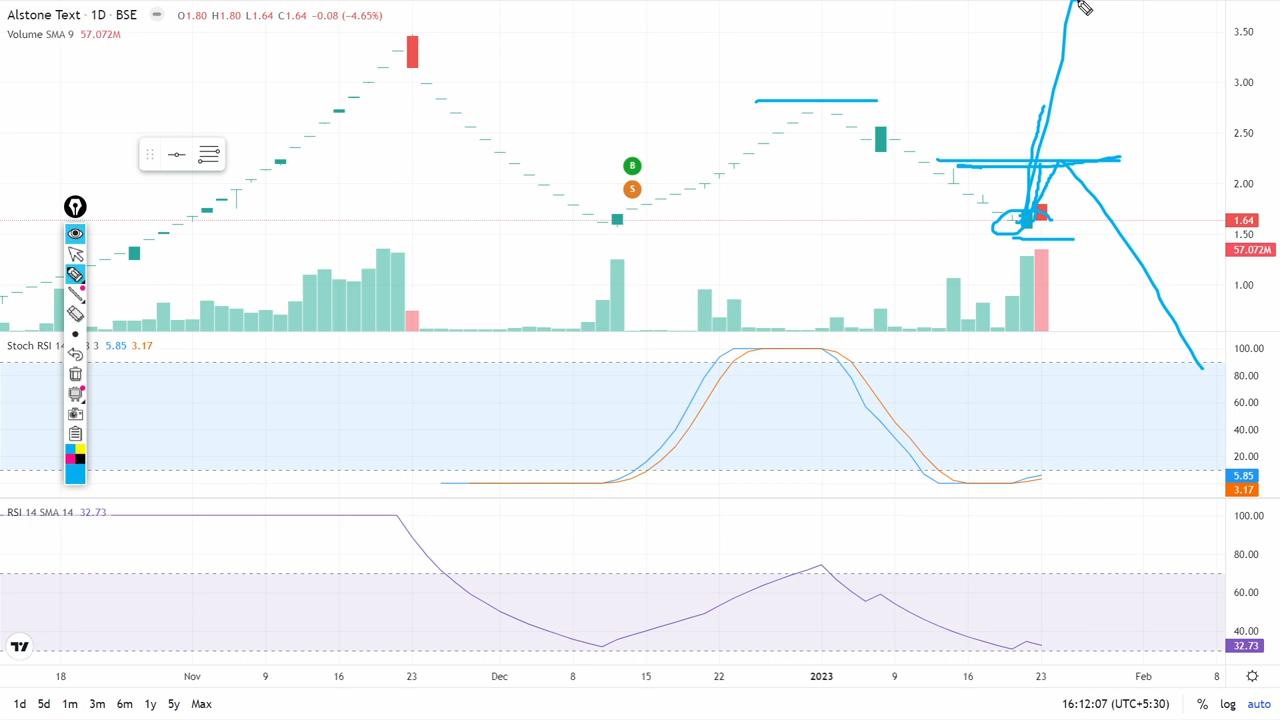 Alstone Text · 1D · BSE O1.80 H1.80 L1.64 C1.64 −0.08 (−4.65%)
Volume SMA 9 57.072M
3.50
3.00
2.50
2.00
1.64
1.50
57.072M
1.00
B
S
Stoch RSI 14 3 3 5.85 3.17
100.00
80.00
60.00
40.00
20.00
5.85
3.17
RSI 14 SMA 14 32.73
100.00
80.00
60.00
40.00
32.73
18 Nov 9 16 23 Dec 8 15 22 2023 9 16 23 Feb 8
1d 5d 1m 3m 6m 1y 5y Max 16:12:07 (UTC+5:30) % log auto